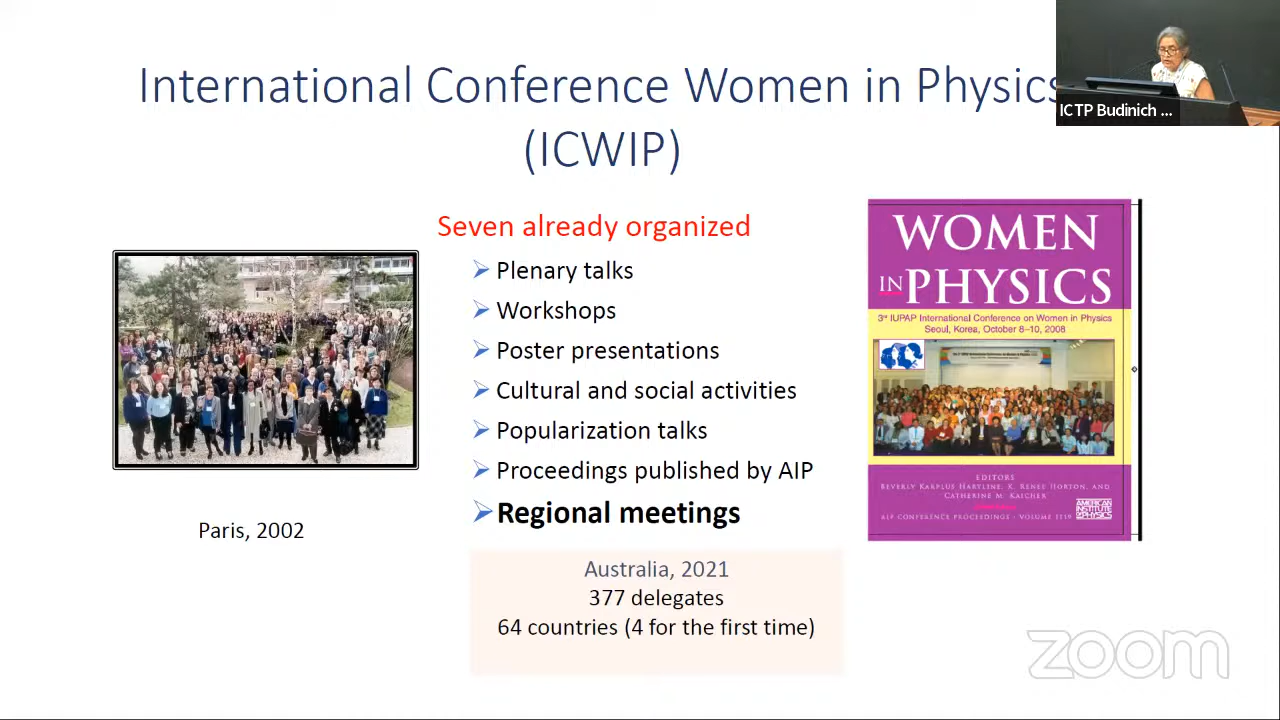 International Conference Women in Physics
(ICWIP)
ICTP Budinich ...
Seven already organized
Plenary talks
Workshops
Poster presentations
Cultural and social activities
Popularization talks
Proceedings published by AIP
Regional meetings
Paris, 2002
Australia, 2021
377 delegates
64 countries (4 for the first time)
WOMEN
IN PHYSICS
3rd IUPAP International Conference on Women in Physics
Seoul, Korea, October 8-10, 2008
EDITORS
BEVERLY KARPLUS HARTLINE, K. RENEE HORTON, AND
CATHERINE M. KAICHER
AMERICAN
INSTITUTE
OF PHYSICS
AIP CONFERENCE PROCEEDINGS - VOLUME 1119
zoom